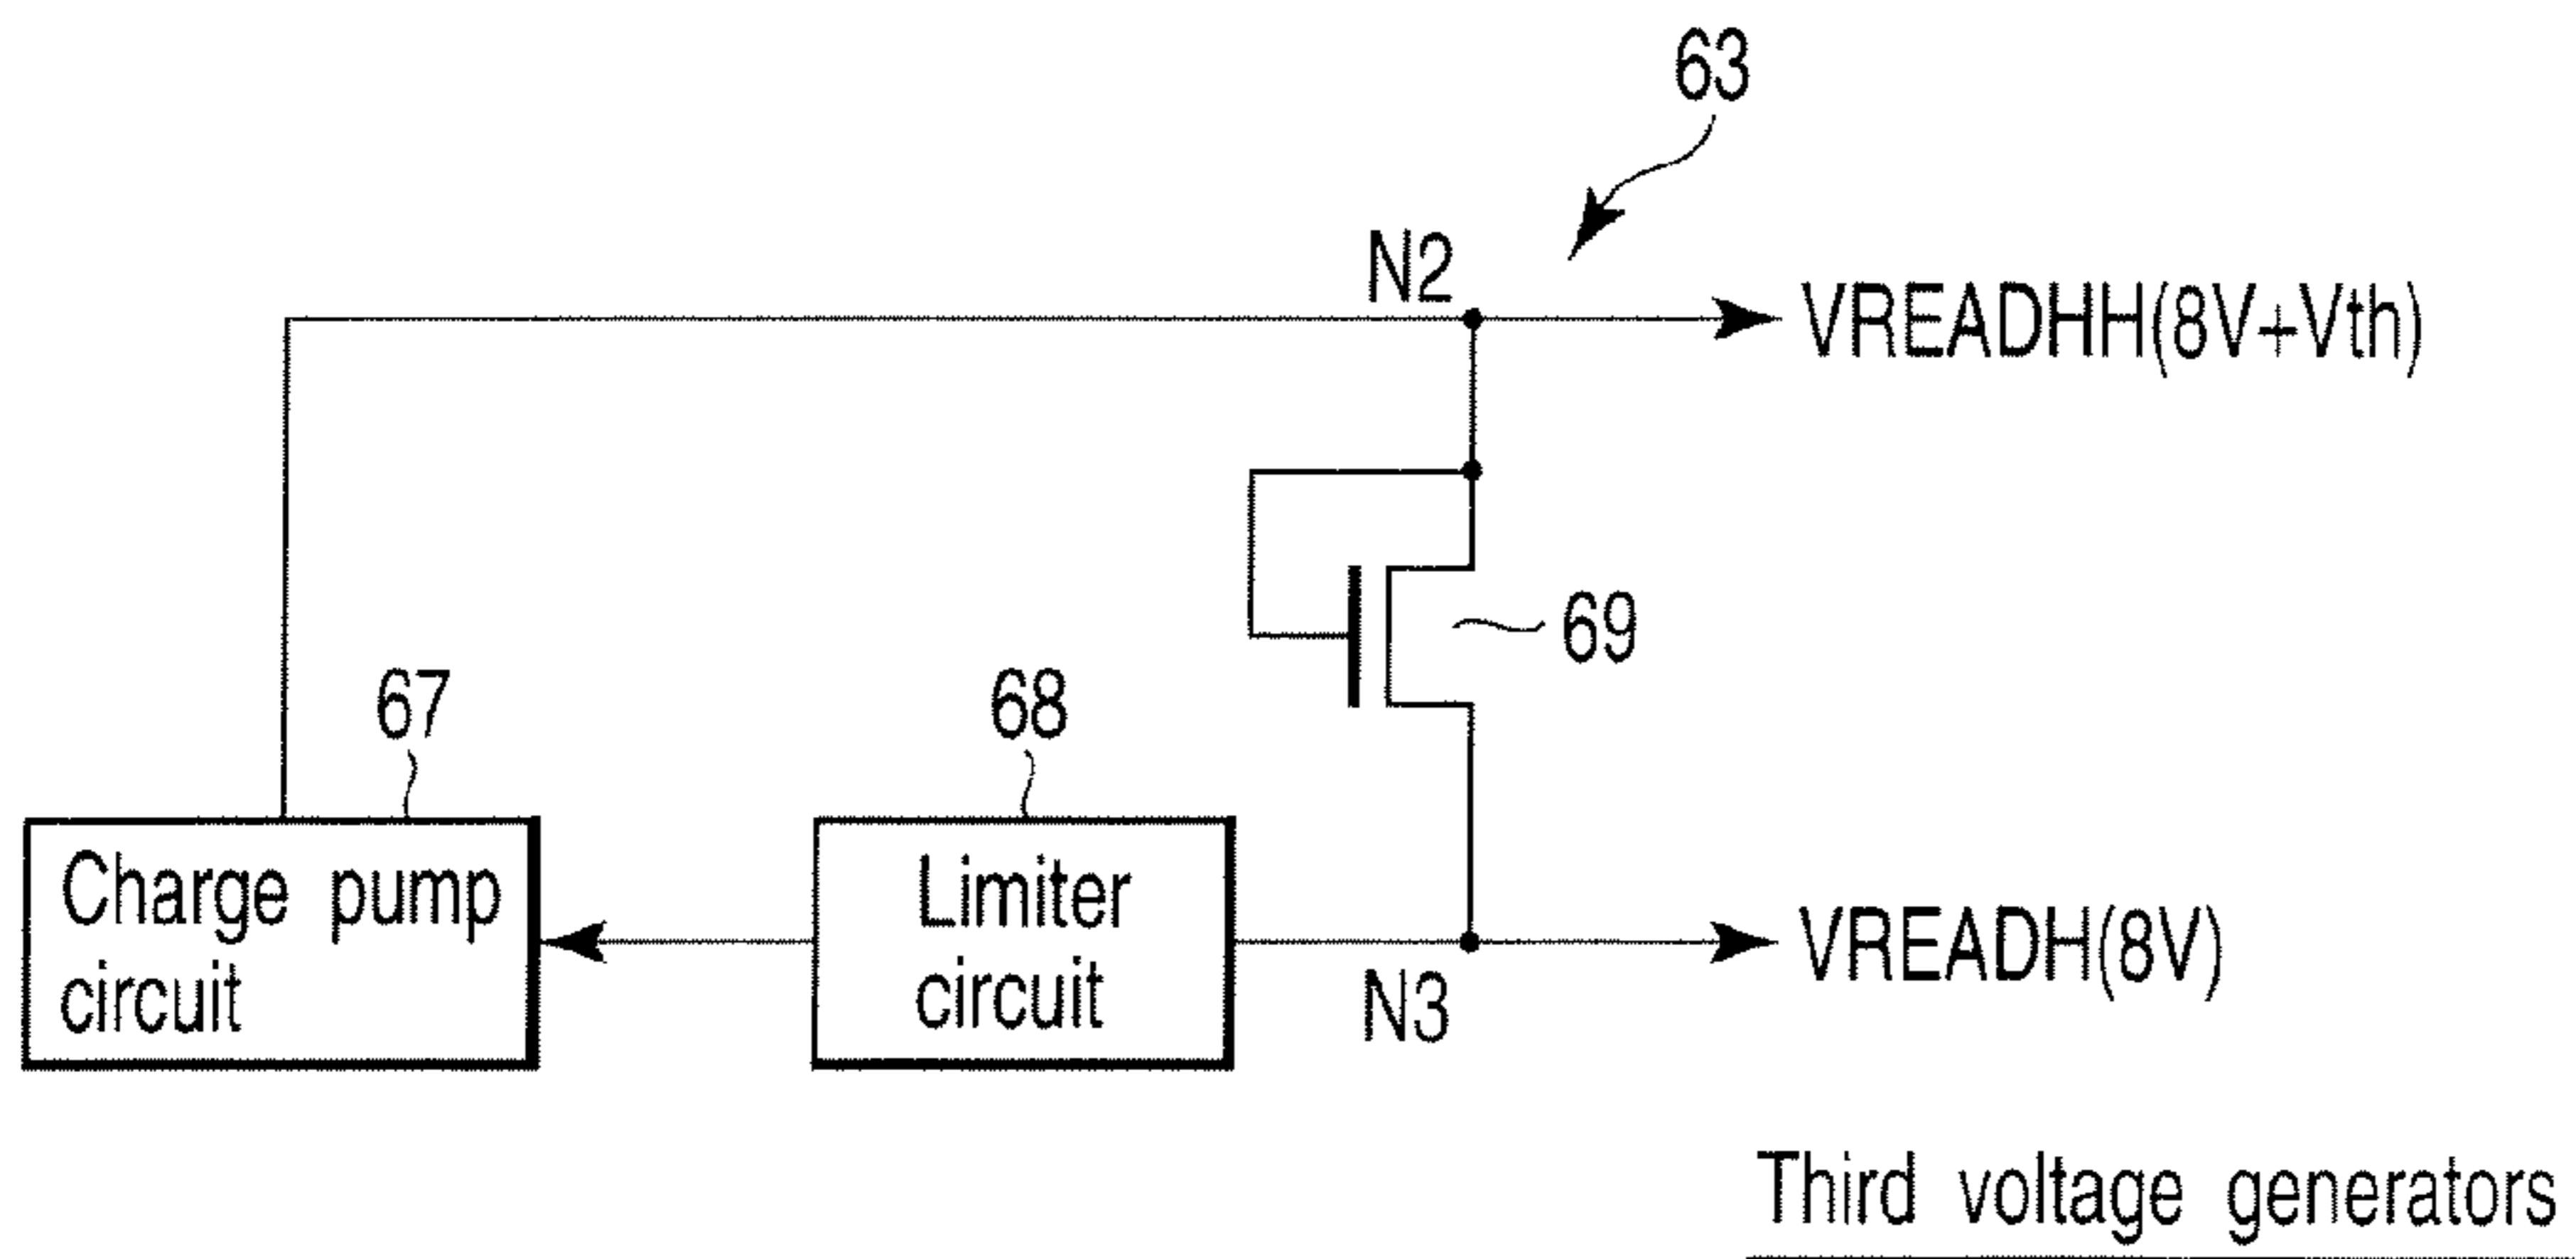 63
N2
VREADHH(8V+Vth)
69
67
68
Charge pump
circuit
Limiter
circuit
VREADH(8V)
N3
Third voltage generators